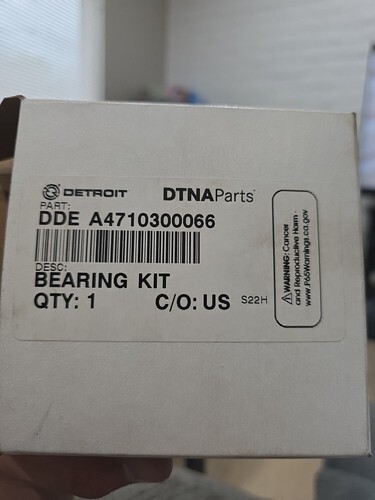 DETROIT
DTNAParts
PART:
DDE A4710300066
DESC:
BEARING KIT
QTY: 1 C/O: US S22H
⚠WARNING: Cancer
and Reproductive Harm -
www.P65Warnings.ca.gov